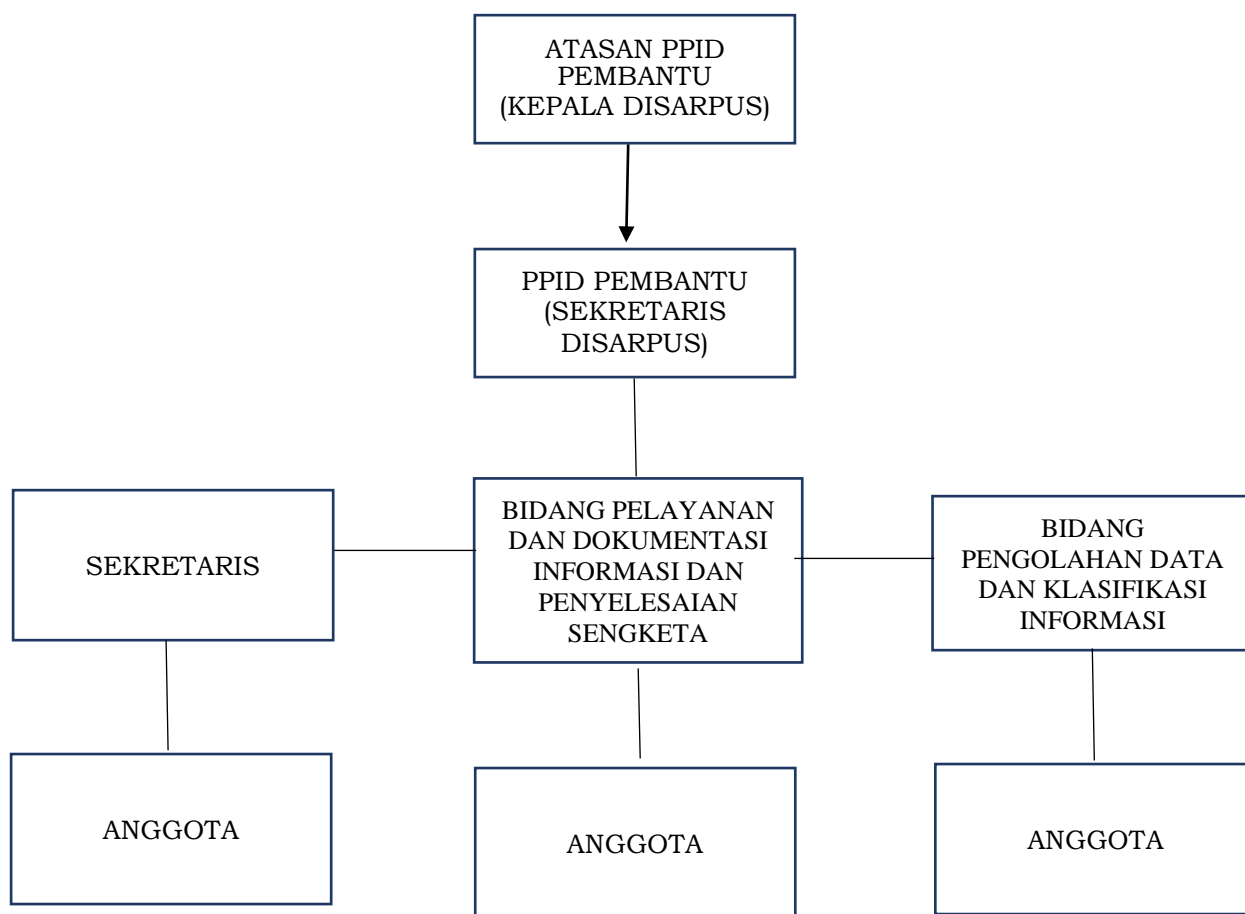 ATASAN PPID
PEMBANTU
(KEPALA DISARPUS)
PPID PEMBANTU
(SEKRETARIS
DISARPUS)
SEKRETARIS
BIDANG PELAYANAN
DAN DOKUMENTASI
INFORMASI DAN
PENYELESAIAN
SENGKETA
BIDANG
PENGOLAHAN DATA
DAN KLASIFIKASI
INFORMASI
ANGGOTA
ANGGOTA
ANGGOTA